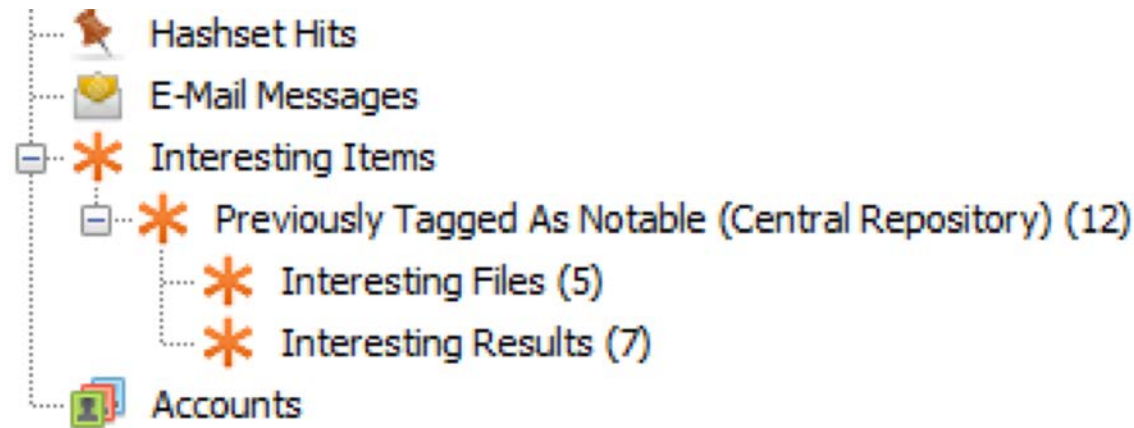 Hashset Hits
E-Mail Messages
Interesting Items
Previously Tagged As Notable (Central Repository) (12)
Interesting Files (5)
Interesting Results (7)
Accounts